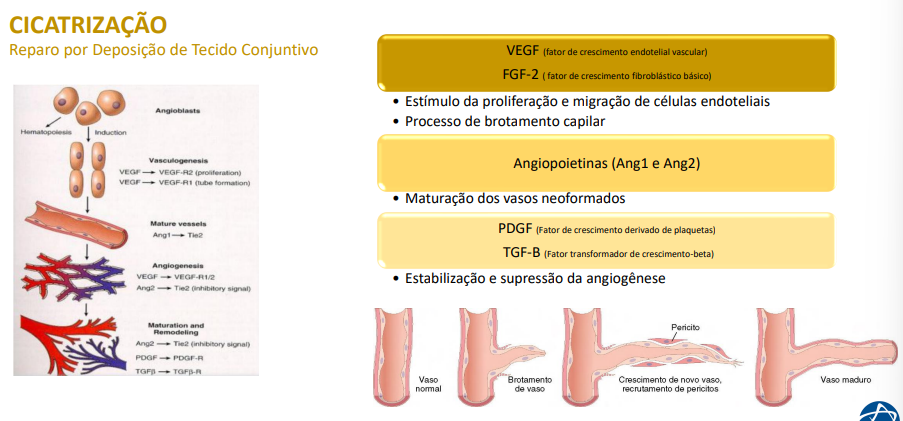 CICATRIZAÇÃO
Reparo por Deposição de Tecido Conjuntivo
Angioblasts
Hematopoiesis
Induction
Vasculogenesis
VEGF → VEGF-R2 (proliferation)
VEGF → VEGF-R1 (tube formation)
Mature vessels
Ang1 → Tie2
Angiogenesis
VEGF → VEGF-R1/2
Ang2 → Tie2 (inhibitory signal)
Maturation and
Remodeling
Ang2 → Tie2 (inhibitory signal)
PDGF → PDGF-R
TGFβ → TGFβ-R
VEGF (fator de crescimento endotelial vascular)
FGF-2 ( fator de crescimento fibroblástico básico)
• Estímulo da proliferação e migração de células endoteliais
• Processo de brotamento capilar
Angiopoietinas (Ang1 e Ang2)
• Maturação dos vasos neoformados
PDGF (Fator de crescimento derivado de plaquetas)
TGF-B (Fator transformador de crescimento-beta)
• Estabilização e supressão da angiogênese
Vaso
normal
Brotamento
de vaso
Pericito
Crescimento de novo vaso,
recrutamento de pericitos
Vaso maduro